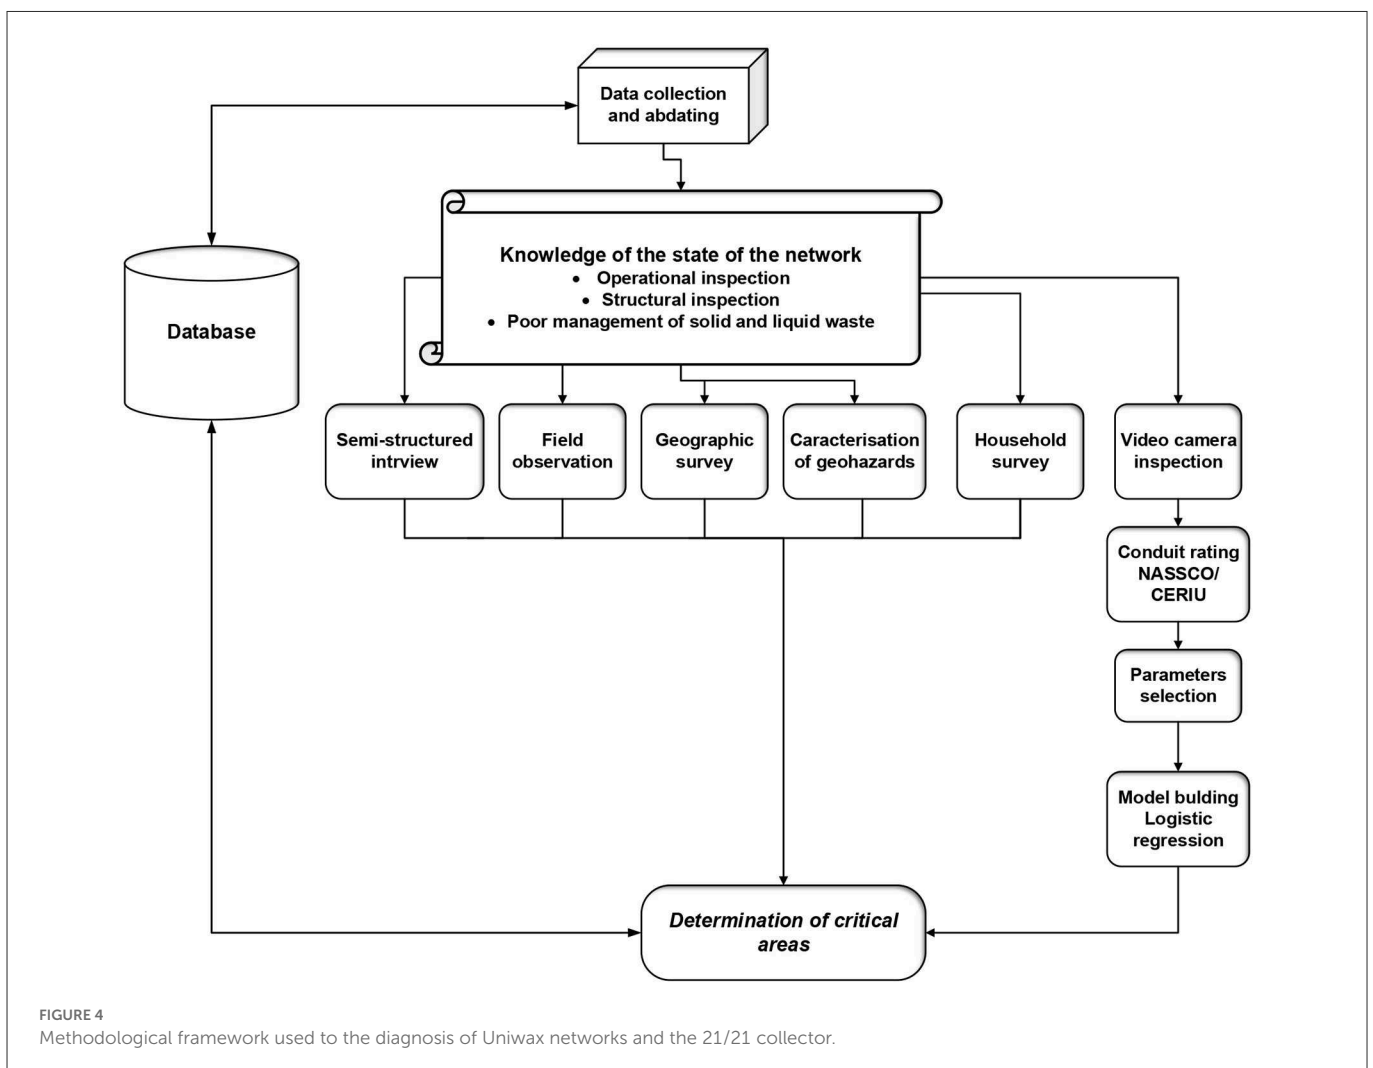 Data collection
and abdating
Knowledge of the state of the network
• Operational inspection
• Structural inspection
• Poor management of solid and liquid waste
Database
Semi-structured
intrview
Field
observation
Geographic
survey
Caracterisation
of geohazards
Household
survey
Video camera
inspection
Conduit rating
NASSCO/
CERIU
Parameters
selection
Model bulding
Logistic
regression
Determination of critical
areas
FIGURE 4
Methodological framework used to the diagnosis of Uniwax networks and the 21/21 collector.